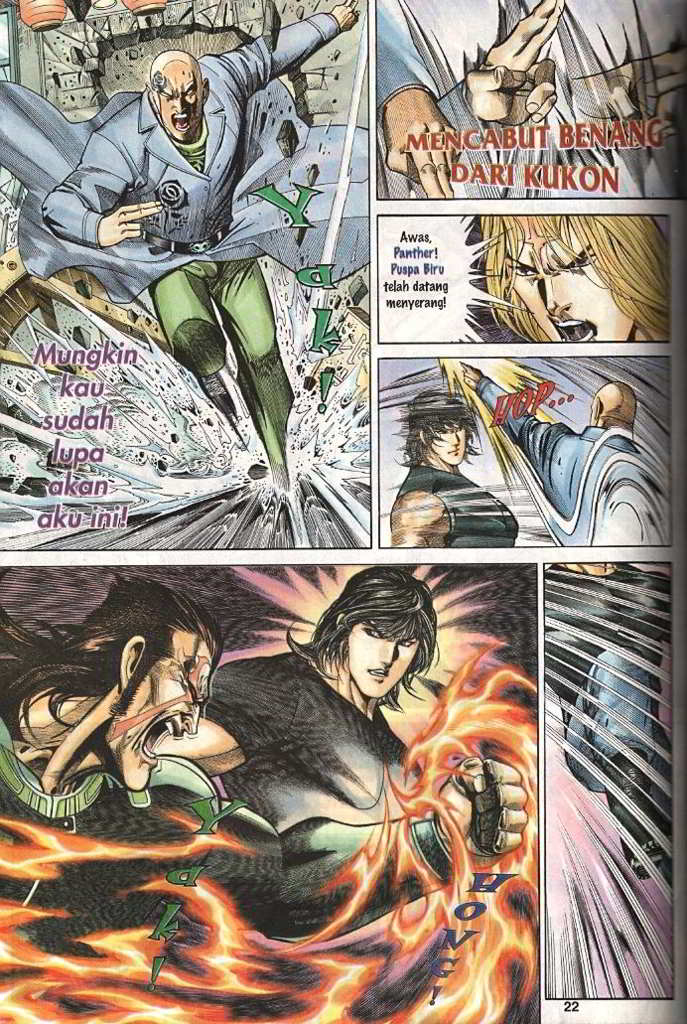 Yak!
Mungkin
kau
sudah
lupa
akan
aku ini!
MENCABUT BENANG
DARI KUKON
Awas,
Panther!
Puspa Biru
telah datang
menyerang!
HOP...
Yak!
HONG!
22